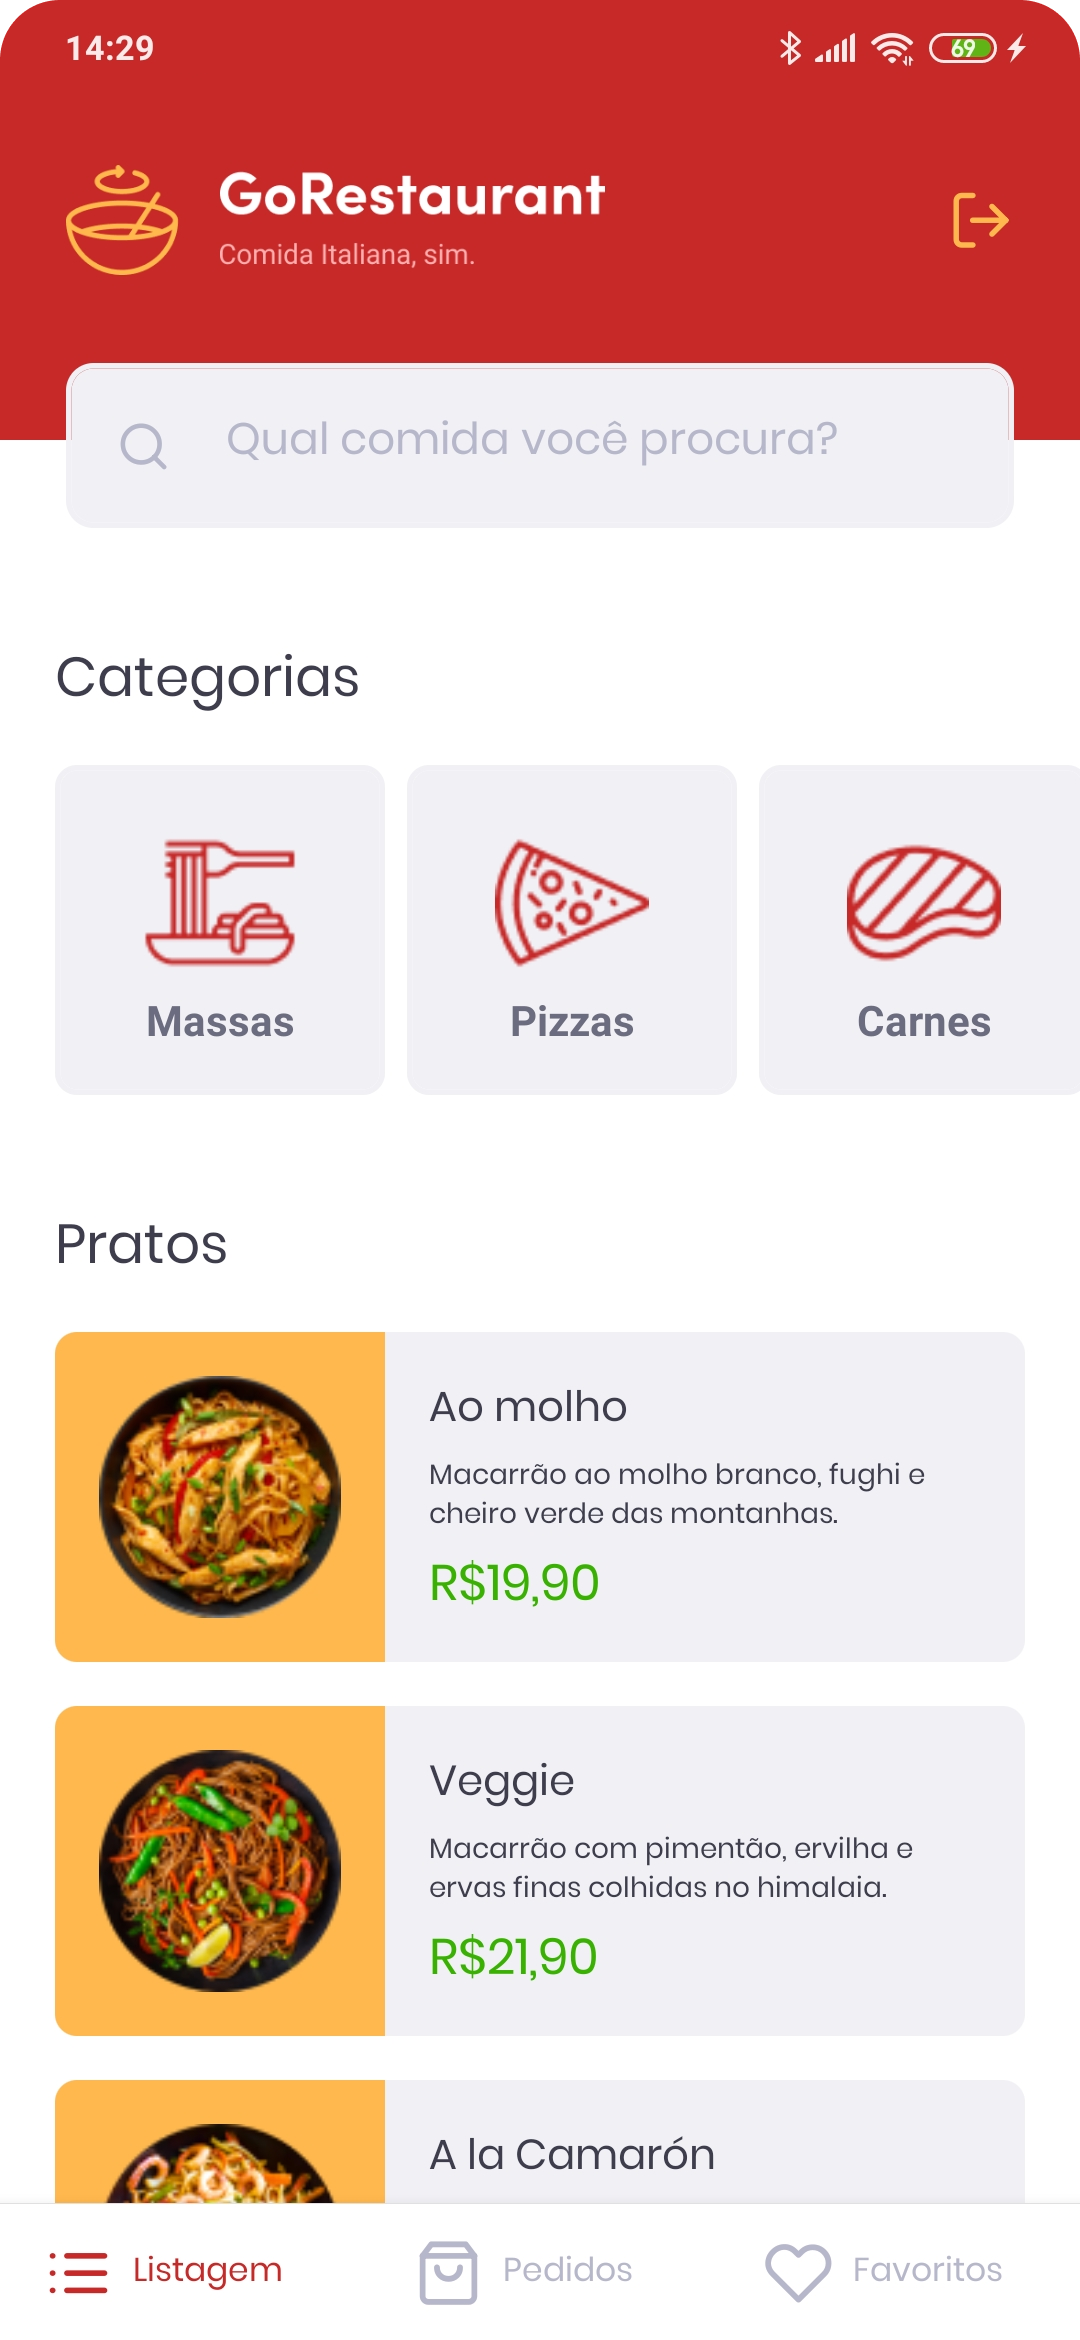 14:29
69
GoRestaurant
Comida Italiana, sim.
Qual comida você procura?
Categorias
Massas
Pizzas
Carnes
Pratos
Ao molho
Macarrão ao molho branco, fughi e
cheiro verde das montanhas.
R$19,90
Veggie
Macarrão com pimentão, ervilha e
ervas finas colhidas no himalaia.
R$21,90
A la Camarón
Listagem
Pedidos
Favoritos